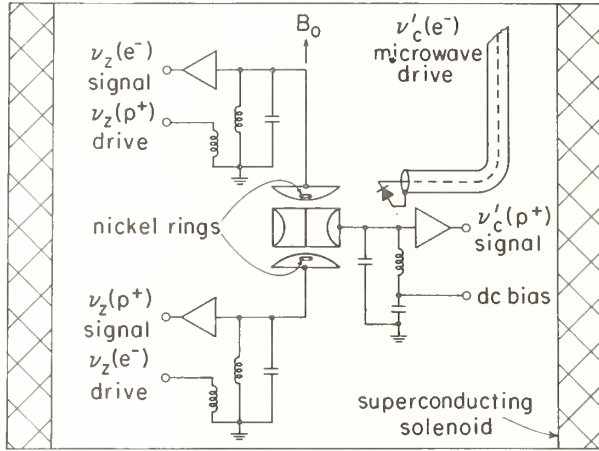 B₀
ν_z(e⁻)
signal
ν_z(p⁺)
drive
ν'_c(e⁻)
microwave
drive
nickel rings
ν'_c(p⁺)
signal
dc bias
ν_z(p⁺)
signal
ν_z(e⁻)
drive
superconducting
solenoid